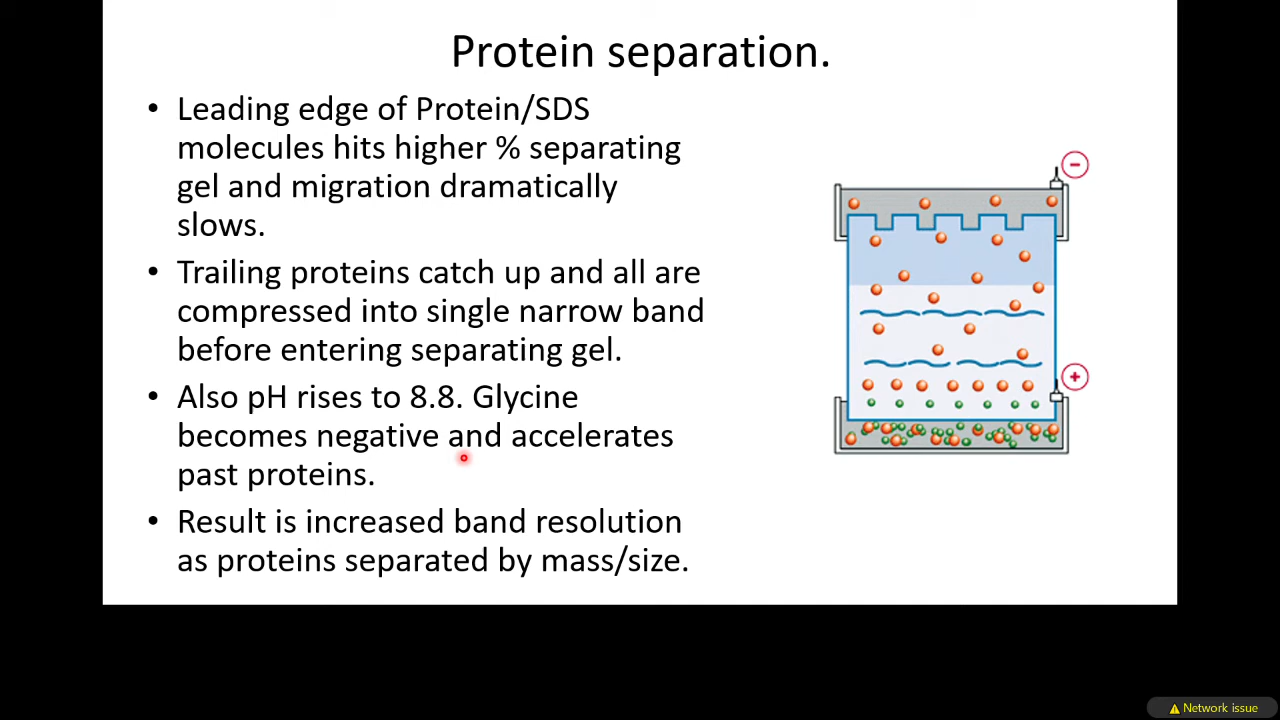 Protein separation.
• Leading edge of Protein/SDS
molecules hits higher % separating
gel and migration dramatically
slows.
• Trailing proteins catch up and all are
compressed into single narrow band
before entering separating gel.
• Also pH rises to 8.8. Glycine
becomes negative and accelerates
past proteins.
• Result is increased band resolution
as proteins separated by mass/size.
−
+
⚠ Network issue